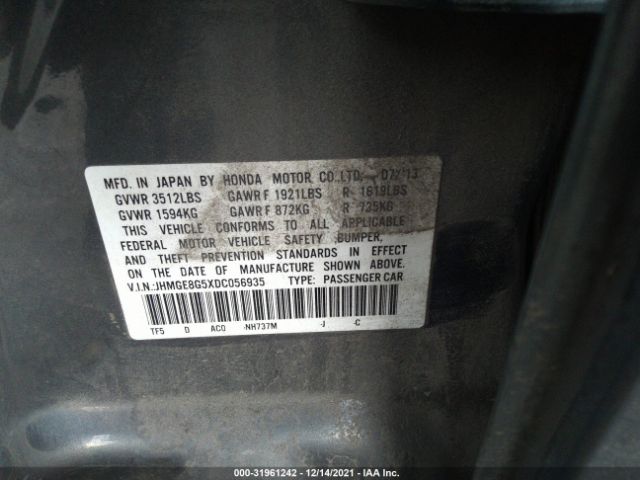 MFD. IN JAPAN BY HONDA MOTOR CO.,LTD. 07/'13
GVWR 3512LBS GAWR F 1921LBS R 1619LBS
GVWR 1594KG GAWR F 872KG R 735KG
THIS VEHICLE CONFORMS TO ALL APPLICABLE
FEDERAL MOTOR VEHICLE SAFETY, BUMPER,
AND THEFT PREVENTION STANDARDS IN EFFECT
ON THE DATE OF MANUFACTURE SHOWN ABOVE.
V.I.N.:JHMGE8G5XDC056935 TYPE: PASSENGER CAR
TF5 D AC0 -NH737M -J -C
000-31961242 | 12/14/2021 - IAA Inc.